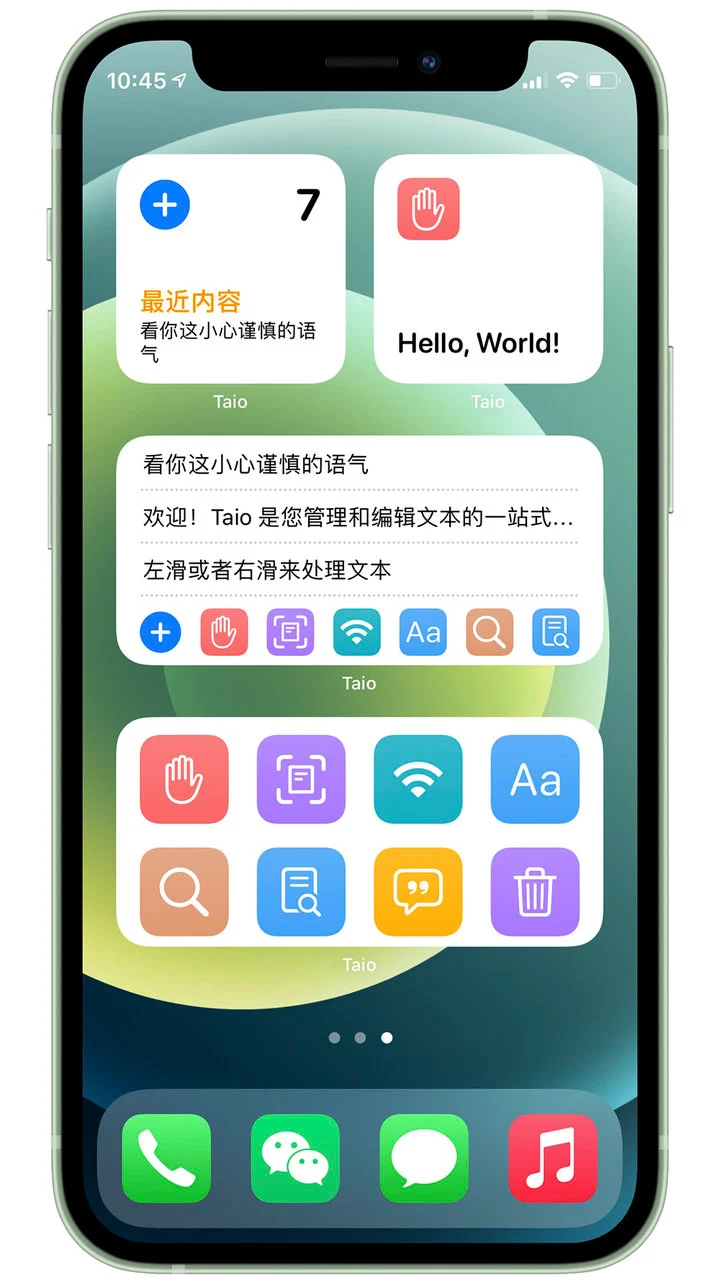 10:45
7
最近内容
看你这小心谨慎的语
气
Taio
Hello, World!
Taio
看你这小心谨慎的语气
欢迎！Taio 是您管理和编辑文本的一站式...
左滑或者右滑来处理文本
Aa
Taio
Aa
Taio